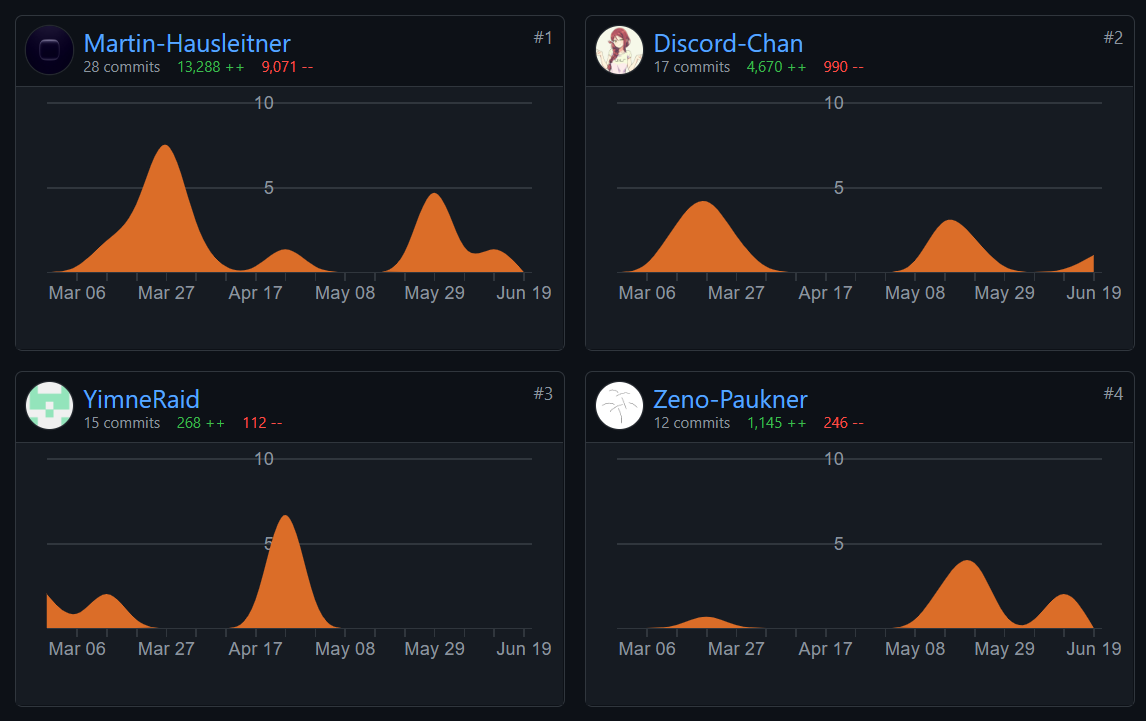 Martin-Hausleitner
#1
28 commits 13,288 ++ 9,071 --
10
5
Mar 06 Mar 27 Apr 17 May 08 May 29 Jun 19
Discord-Chan
#2
17 commits 4,670 ++ 990 --
10
5
Mar 06 Mar 27 Apr 17 May 08 May 29 Jun 19
YimneRaid
#3
15 commits 268 ++ 112 --
10
5
Mar 06 Mar 27 Apr 17 May 08 May 29 Jun 19
Zeno-Paukner
#4
12 commits 1,145 ++ 246 --
10
5
Mar 06 Mar 27 Apr 17 May 08 May 29 Jun 19